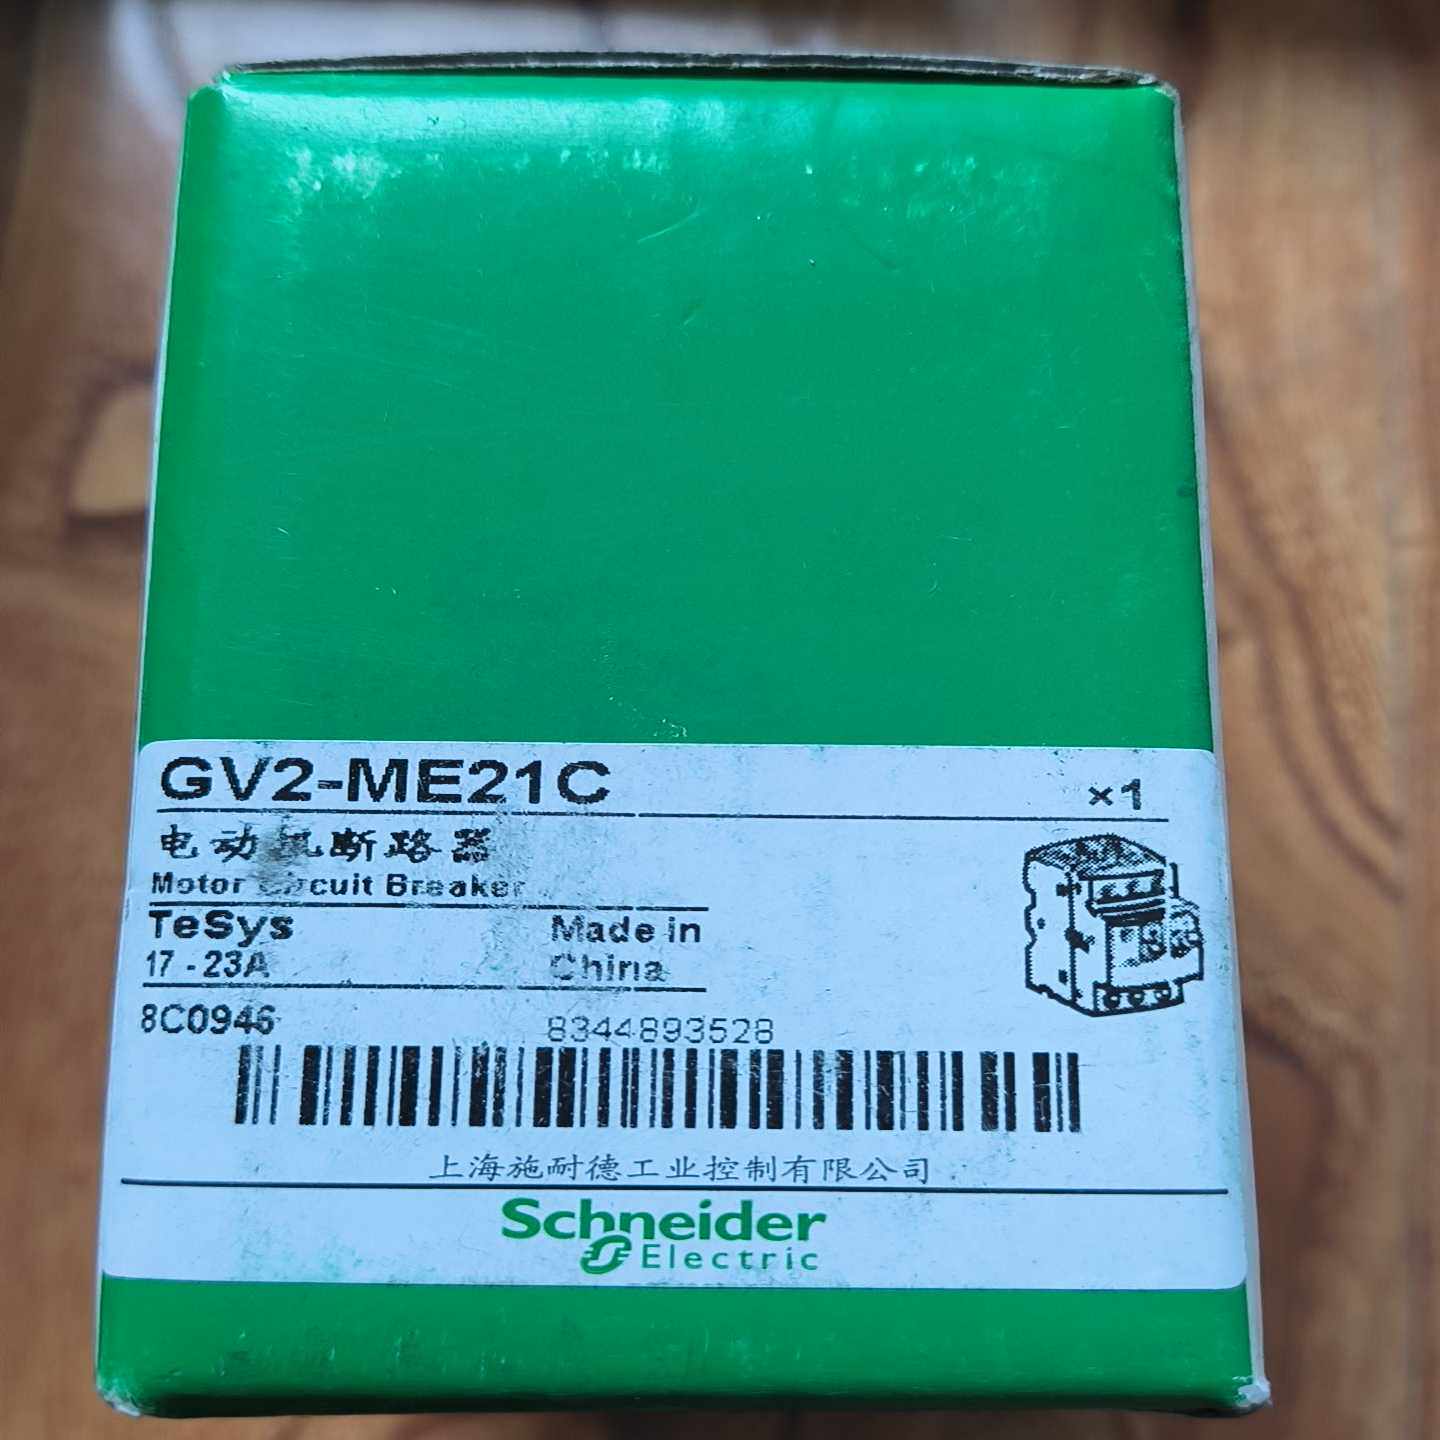 GV2-ME21C ×1
电动机断路器
Motor Circuit Breaker
TeSys Made in
17 - 23A China
8C0946 8344893528
上海施耐德工业控制有限公司
Schneider
Electric